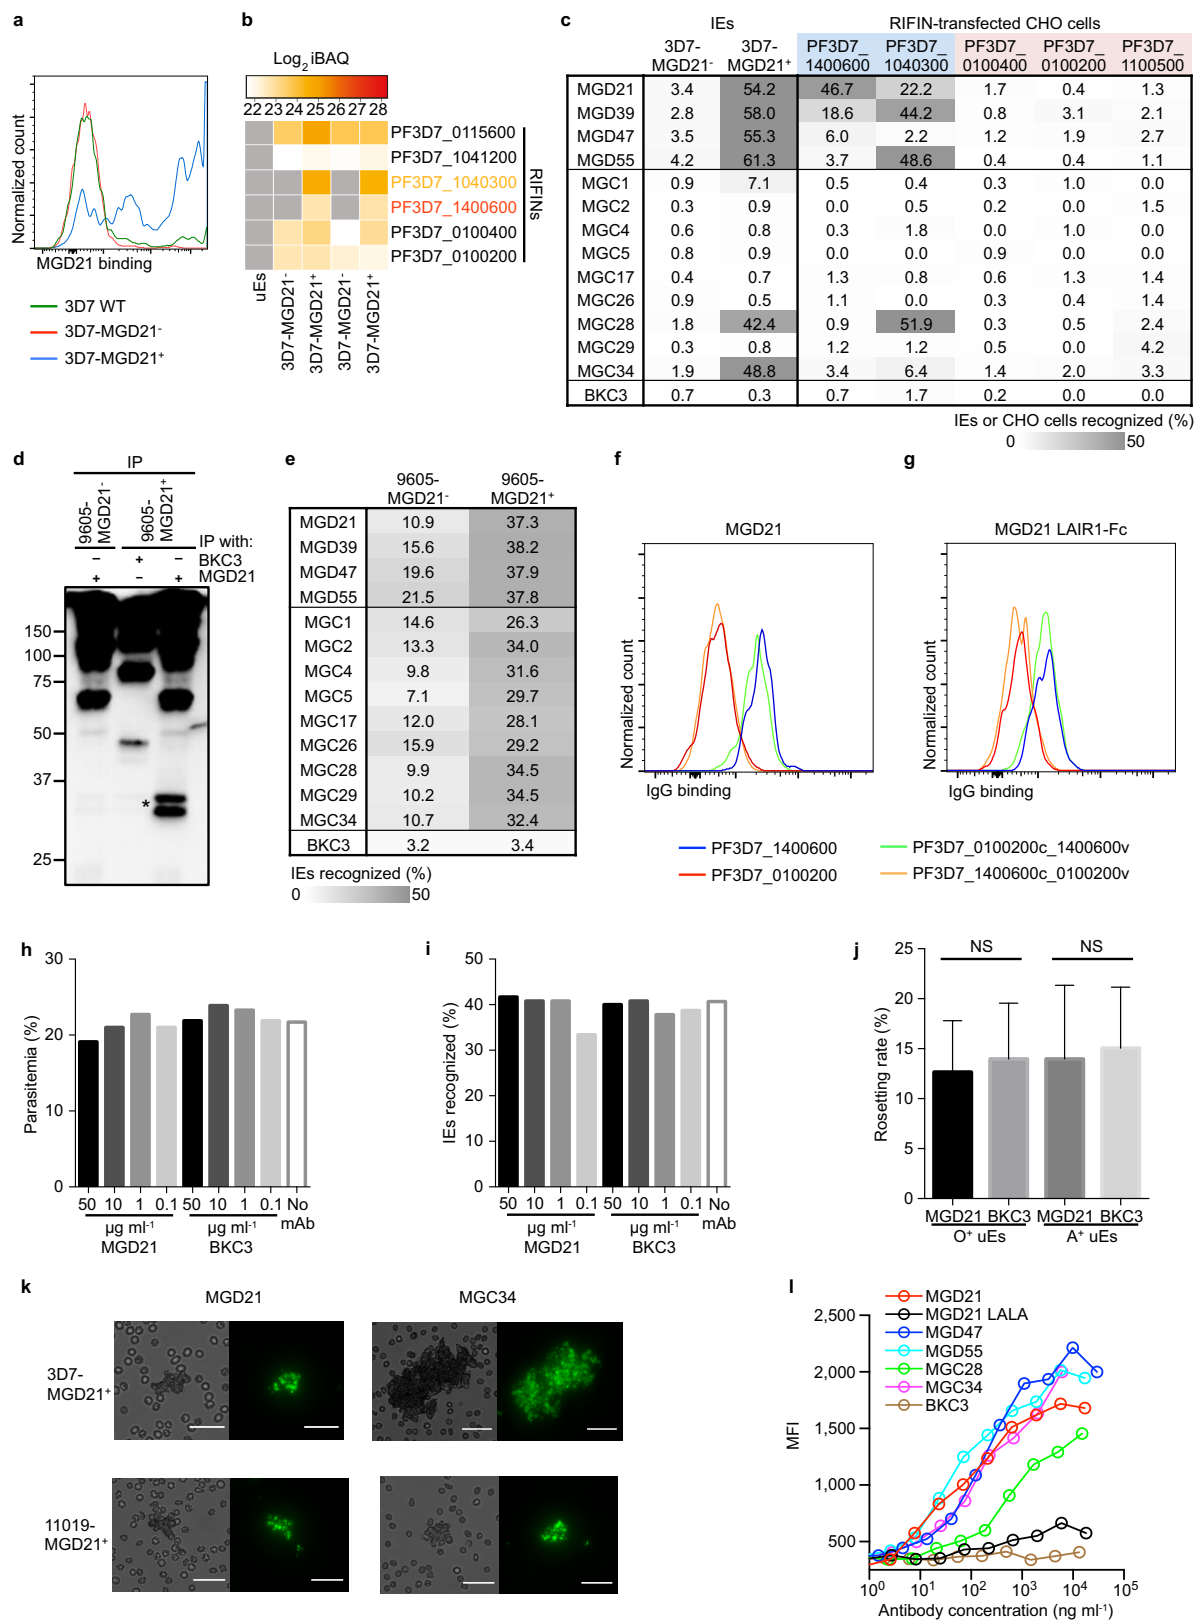 a
Normalized count
MGD21 binding
3D7 WT
3D7-MGD21⁻
3D7-MGD21⁺
b
Log₂ iBAQ
22 23 24 25 26 27 28
PF3D7_0115600
PF3D7_1041200
PF3D7_1040300
PF3D7_1400600
PF3D7_0100400
PF3D7_0100200
RIFINs
uEs
3D7-MGD21⁻
3D7-MGD21⁺
3D7-MGD21⁻
3D7-MGD21⁺
c
IEs RIFIN-transfected CHO cells
3D7- 3D7- PF3D7_ PF3D7_ PF3D7_ PF3D7_ PF3D7_
MGD21⁻ MGD21⁺ 1400600 1040300 0100400 0100200 1100500
MGD21 3.4 54.2 46.7 22.2 1.7 0.4 1.3
MGD39 2.8 58.0 18.6 44.2 0.8 3.1 2.1
MGD47 3.5 55.3 6.0 2.2 1.2 1.9 2.7
MGD55 4.2 61.3 3.7 48.6 0.4 0.4 1.1
MGC1 0.9 7.1 0.5 0.4 0.3 1.0 0.0
MGC2 0.3 0.9 0.0 0.5 0.2 0.0 1.5
MGC4 0.6 0.8 0.3 1.8 0.0 1.0 0.0
MGC5 0.8 0.9 0.0 0.0 0.9 0.0 0.0
MGC17 0.4 0.7 1.3 0.8 0.6 1.3 1.4
MGC26 0.9 0.5 1.1 0.0 0.3 0.4 1.4
MGC28 1.8 42.4 0.9 51.9 0.3 0.5 2.4
MGC29 0.3 0.8 1.2 1.2 0.5 0.0 4.2
MGC34 1.9 48.8 3.4 6.4 1.4 2.0 3.3
BKC3 0.7 0.3 0.7 1.7 0.2 0.0 0.0
IEs or CHO cells recognized (%)
0 50
d
IP
9605-MGD21⁻
9605-MGD21⁺
IP with:
– + – BKC3
+ – + MGD21
150
100
75
50
37
*
25
e
9605- 9605-
MGD21⁻ MGD21⁺
MGD21 10.9 37.3
MGD39 15.6 38.2
MGD47 19.6 37.9
MGD55 21.5 37.8
MGC1 14.6 26.3
MGC2 13.3 34.0
MGC4 9.8 31.6
MGC5 7.1 29.7
MGC17 12.0 28.1
MGC26 15.9 29.2
MGC28 9.9 34.5
MGC29 10.2 34.5
MGC34 10.7 32.4
BKC3 3.2 3.4
IEs recognized (%)
0 50
f
MGD21
Normalized count
IgG binding
g
MGD21 LAIR1-Fc
Normalized count
IgG binding
PF3D7_1400600 PF3D7_0100200c_1400600v
PF3D7_0100200 PF3D7_1400600c_0100200v
h
Parasitemia (%)
30
20
10
0
50 10 1 0.1 50 10 1 0.1 No mAb
µg ml⁻¹ µg ml⁻¹
MGD21 BKC3
i
IEs recognized (%)
50
40
30
20
10
0
50 10 1 0.1 50 10 1 0.1 No mAb
µg ml⁻¹ µg ml⁻¹
MGD21 BKC3
j
Rosetting rate (%)
25
20
15
10
5
0
NS NS
MGD21 BKC3 MGD21 BKC3
O⁺ uEs A⁺ uEs
k
MGD21 MGC34
3D7-
MGD21⁺
11019-
MGD21⁺
l
MGD21
MGD21 LALA
MGD47
MGD55
MGC28
MGC34
BKC3
MFI
2,500
2,000
1,500
1,000
500
10⁰ 10¹ 10² 10³ 10⁴ 10⁵
Antibody concentration (ng ml⁻¹)